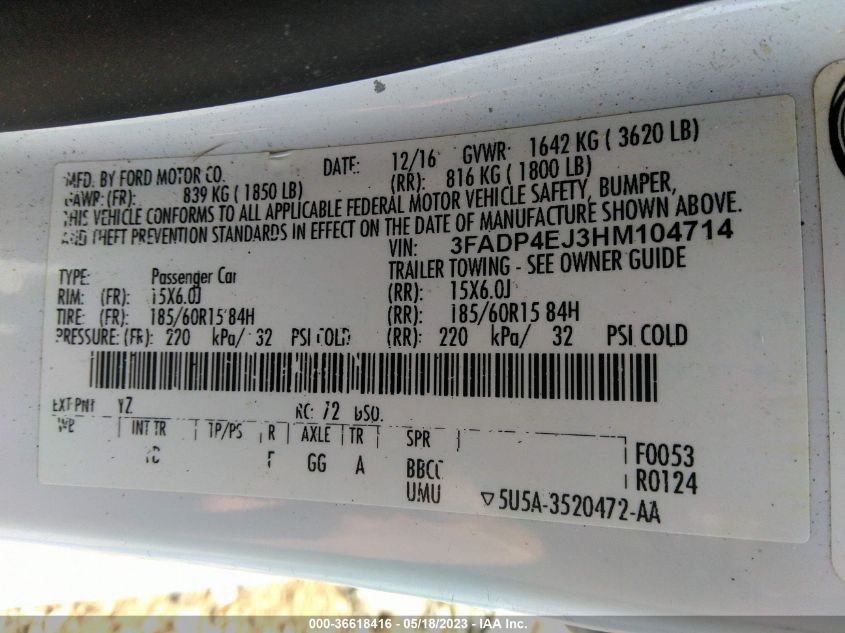 MFD. BY FORD MOTOR CO. DATE: 12/16 GVWR: 1642 KG ( 3620 LB)
GAWR: (FR): 839 KG ( 1850 LB) (RR): 816 KG ( 1800 LB)
THIS VEHICLE CONFORMS TO ALL APPLICABLE FEDERAL MOTOR VEHICLE SAFETY, BUMPER,
AND THEFT PREVENTION STANDARDS IN EFFECT ON THE DATE OF MANUFACTURE SHOWN ABOVE.
VIN: 3FADP4EJ3HM104714
TYPE: Passenger Car TRAILER TOWING - SEE OWNER GUIDE
RIM: (FR): 15X6.0J (RR): 15X6.0J
TIRE: (FR): 185/60R15 84H (RR): 185/60R15 84H
PRESSURE: (FR): 220 kPa/ 32 PSI COLD (RR): 220 kPa/ 32 PSI COLD
EXT PNT YZ RC: 72 DSO:
WB INT TR TP/PS R AXLE TR SPR F0053
F GG A BBCC R0124
UMU ▽5U5A-3520472-AA
000-36618416 - 05/18/2023 - IAA Inc.